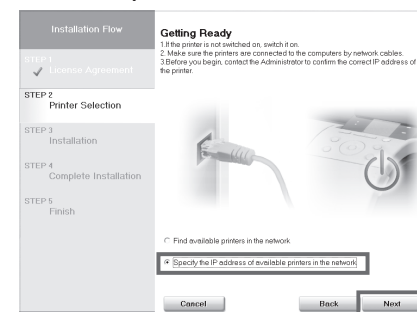 Installation Flow
STEP 1
License Agreement
STEP 2
Printer Selection
STEP 3
Installation
STEP 4
Complete Installation
STEP 5
Finish
Getting Ready
1.If the printer is not switched on, switch it on.
2. Make sure the printers are connected to the computers by network cables.
3.Before you begin, contact the Administrator to confirm the correct IP address of
the printer.
Find available printers in the network
Specify the IP address of available printers in the network
Cancel
Back
Next